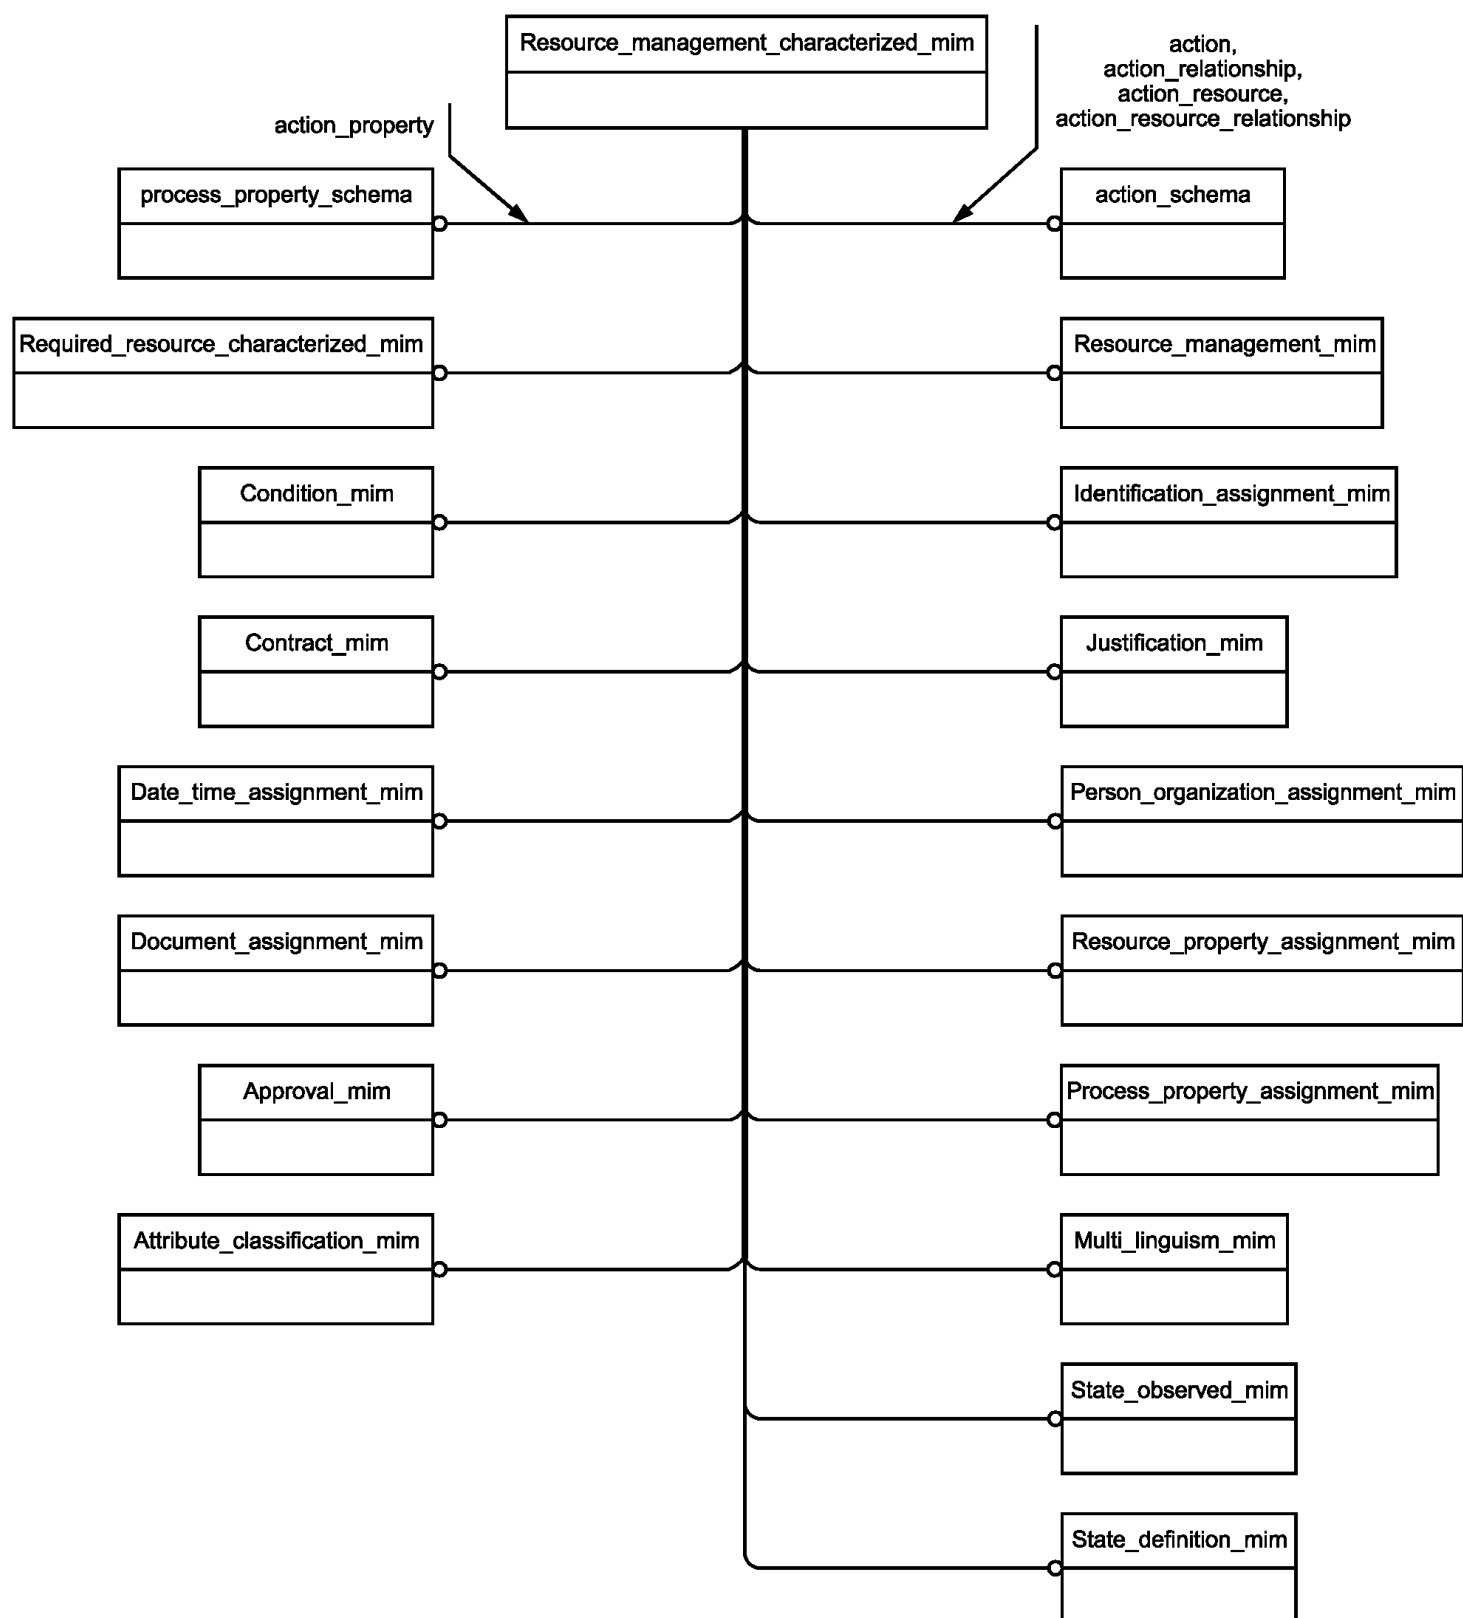 Resource_management_characterized_mim
action,
action_relationship,
action_resource,
action_resource_relationship
action_property
process_property_schema
action_schema
Required_resource_characterized_mim
Resource_management_mim
Condition_mim
Identification_assignment_mim
Contract_mim
Justification_mim
Date_time_assignment_mim
Person_organization_assignment_mim
Document_assignment_mim
Resource_property_assignment_mim
Approval_mim
Process_property_assignment_mim
Attribute_classification_mim
Multi_linguism_mim
State_observed_mim
State_definition_mim